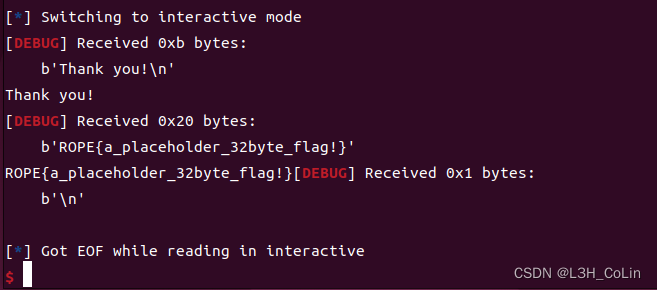 [*] Switching to interactive mode
[DEBUG] Received 0xb bytes:
    b'Thank you!\n'
Thank you!
[DEBUG] Received 0x20 bytes:
    b'ROPE{a_placeholder_32byte_flag!}'
ROPE{a_placeholder_32byte_flag!}[DEBUG] Received 0x1 bytes:
    b'\n'
[*] Got EOF while reading in interactive
$
CSDN @L3H_CoLin